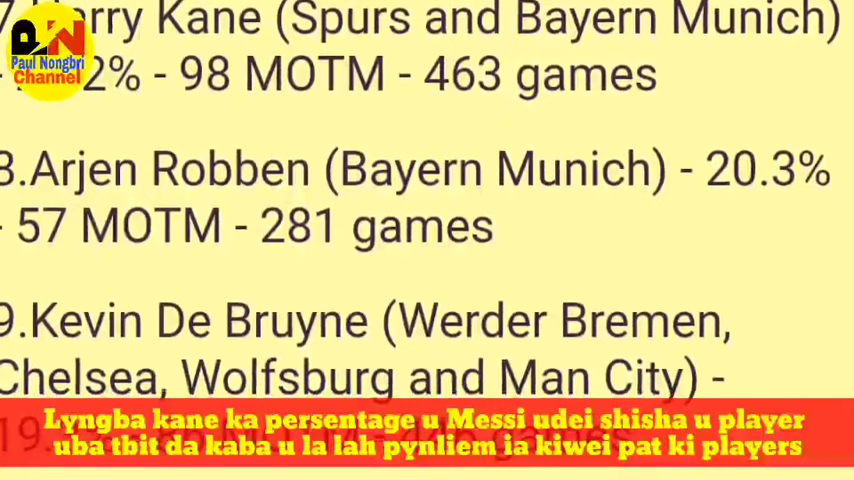 rry Kane (Spurs and Bayern Munich)
2% - 98 MOTM - 463 games
PN
Paul Nongbri
Channel
.Arjen Robben (Bayern Munich) - 20.3%
- 57 MOTM - 281 games
9.Kevin De Bruyne (Werder Bremen,
Chelsea, Wolfsburg and Man City) -
Lyngba kane ka persentage u Messi udei shisha u player
uba tbit da kaba u la lah pynliem ia kiwei pat ki players